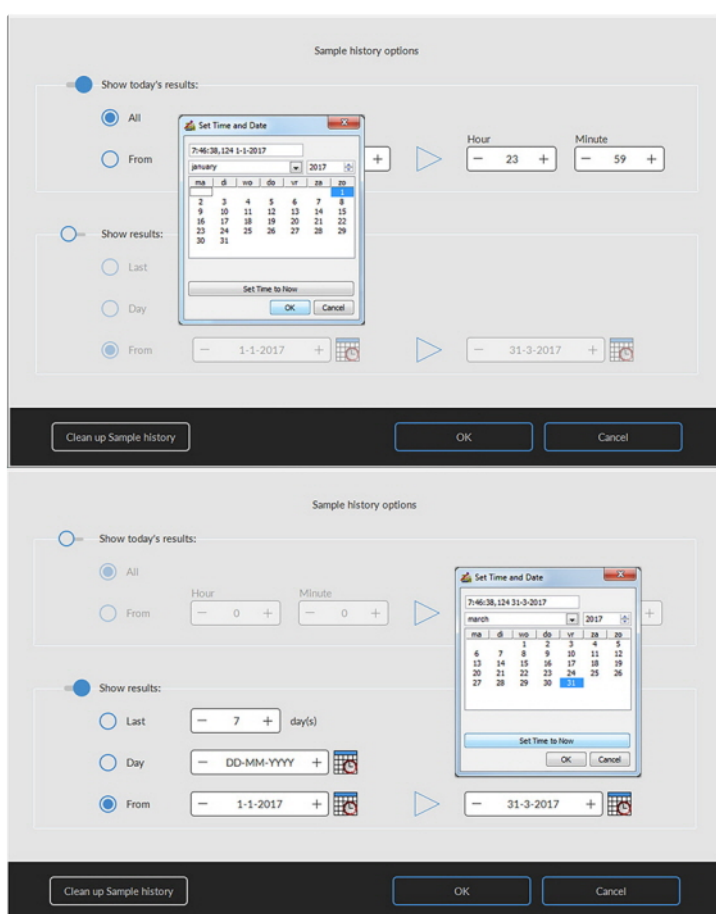 Sample history options
Show today's results:
All
From
Hour Minute
+ − 23 + − 59 +
Set Time and Date
7:46:38,124 1-1-2017
january 2017
ma di wo do vr za zo
1
2 3 4 5 6 7 8
9 10 11 12 13 14 15
16 17 18 19 20 21 22
23 24 25 26 27 28 29
30 31
Set Time to Now
OK Cancel
Show results:
Last
Day
From − 1-1-2017 + − 31-3-2017 +
Clean up Sample history OK Cancel
Sample history options
Show today's results:
All
Hour Minute
From − 0 + − 0 + +
Set Time and Date
7:46:38,124 31-3-2017
march 2017
ma di wo do vr za zo
1 2 3 4 5
6 7 8 9 10 11 12
13 14 15 16 17 18 19
20 21 22 23 24 25 26
27 28 29 30 31
Set Time to Now
OK Cancel
Show results:
Last − 7 + day(s)
Day − DD-MM-YYYY +
From − 1-1-2017 + − 31-3-2017 +
Clean up Sample history OK Cancel